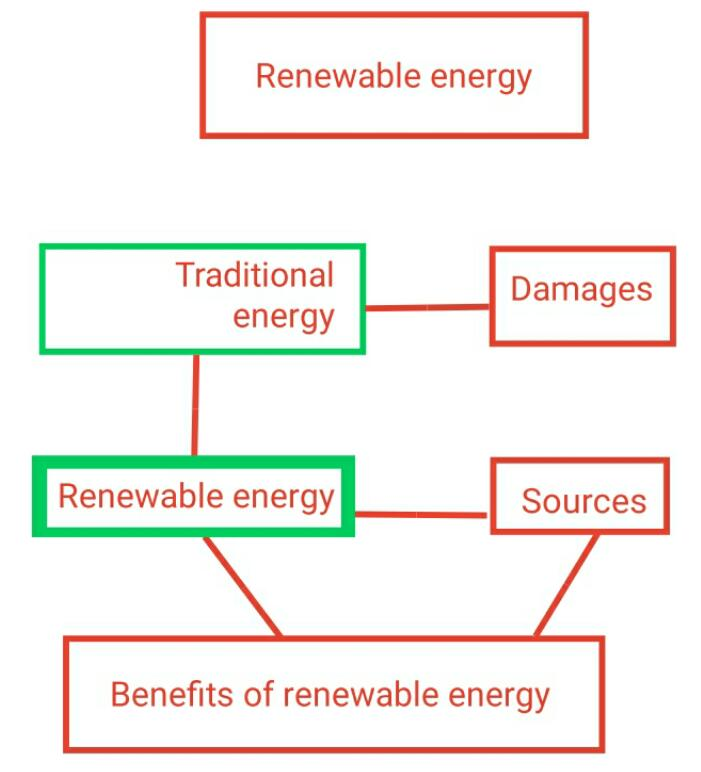 Renewable energy
Traditional
energy
Damages
Renewable energy
Sources
Benefits of renewable energy